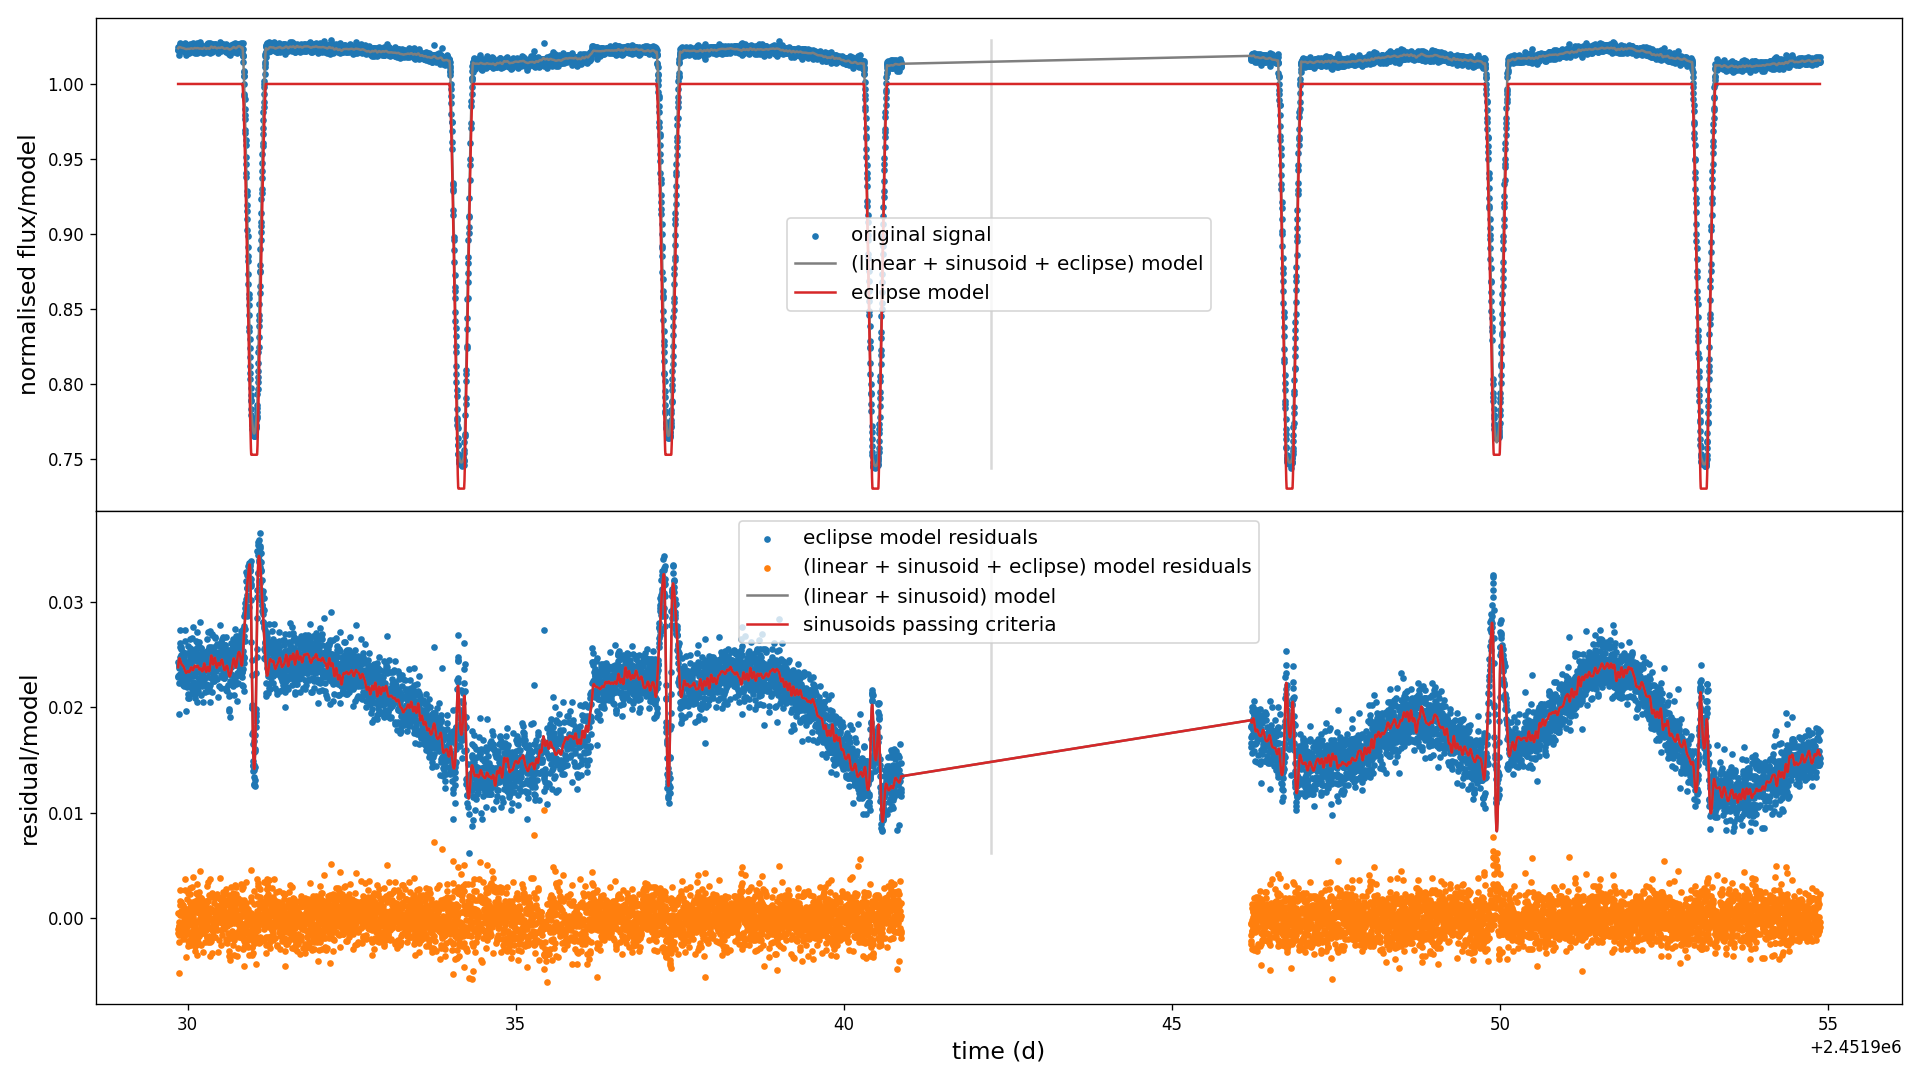 normalised flux/model
1.00
0.95
0.90
0.85
0.80
0.75
original signal
(linear + sinusoid + eclipse) model
eclipse model
residual/model
0.03
0.02
0.01
0.00
eclipse model residuals
(linear + sinusoid + eclipse) model residuals
(linear + sinusoid) model
sinusoids passing criteria
30
35
40
45
50
55
time (d)
+2.4519e6